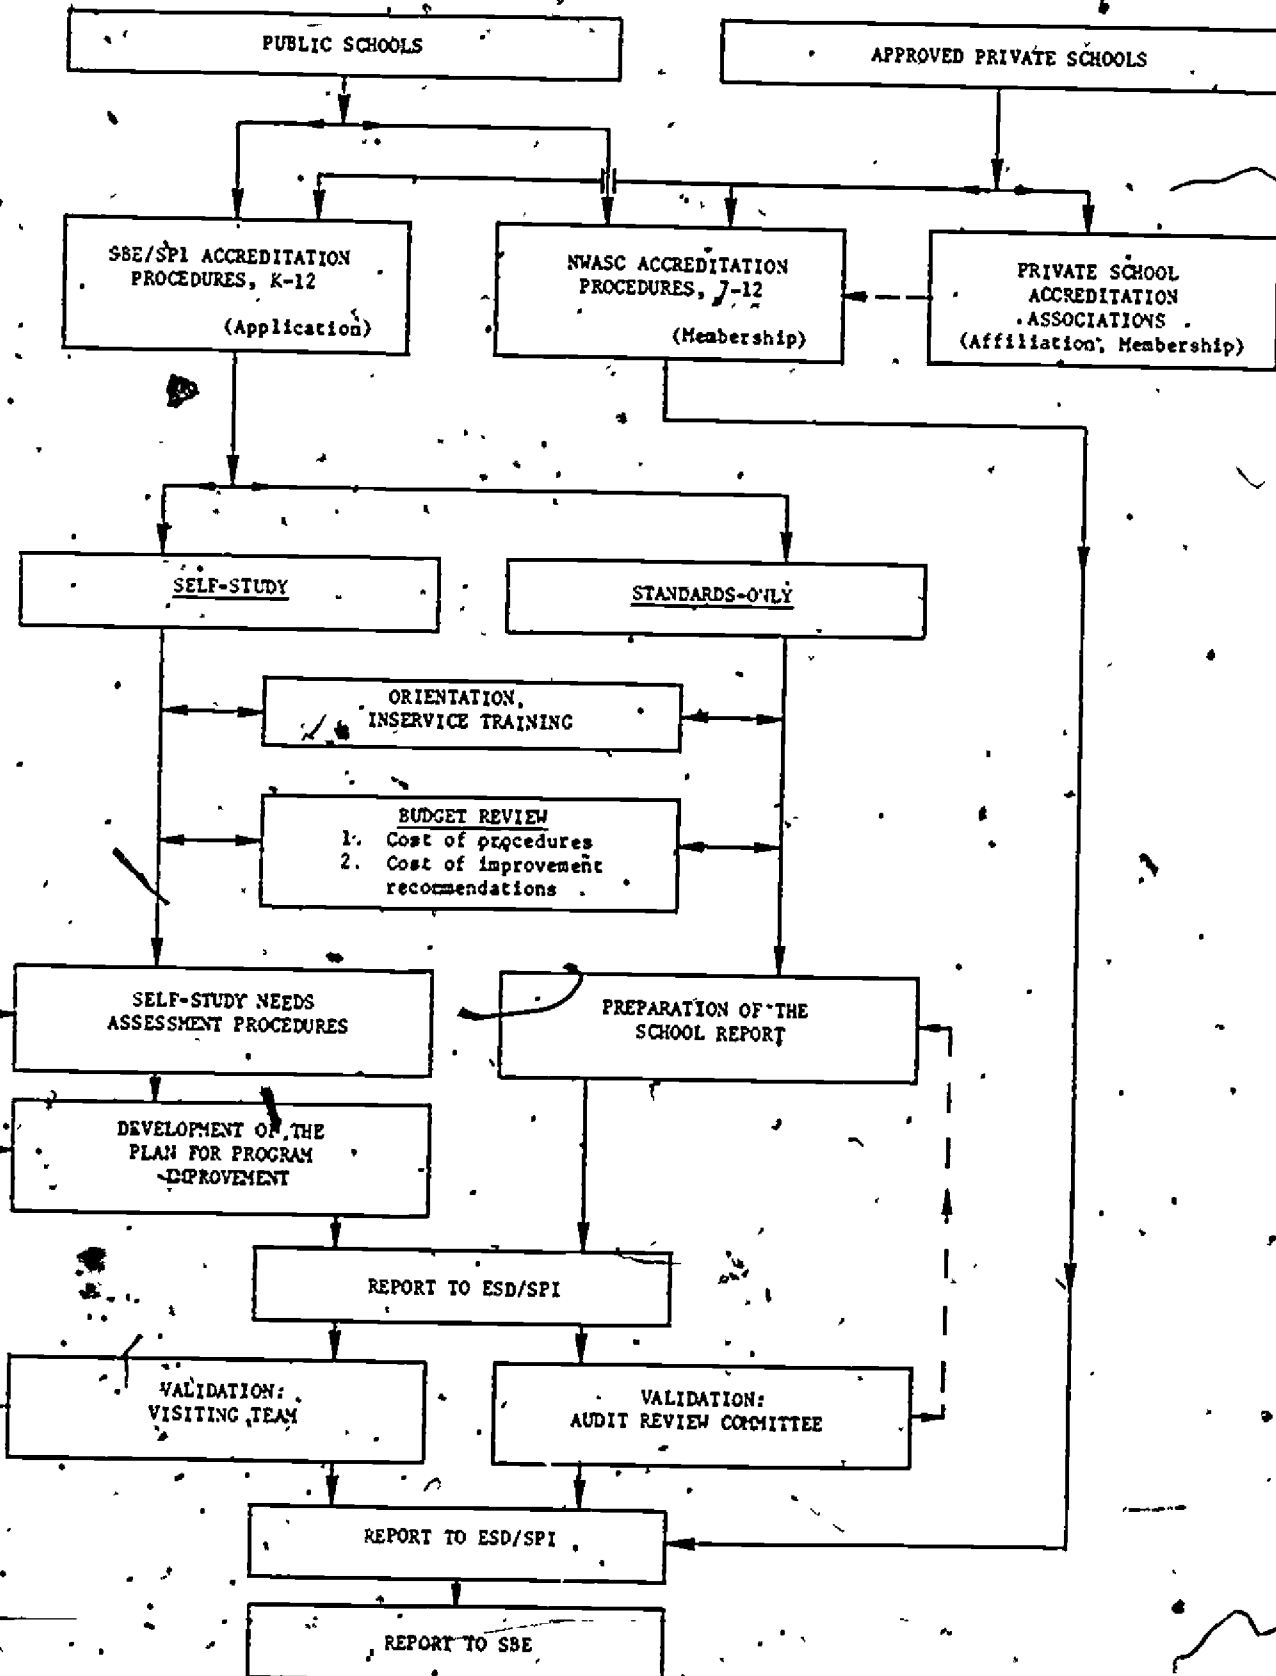 PUBLIC SCHOOLS
APPROVED PRIVATE SCHOOLS
SBE/SPI ACCREDITATION
PROCEDURES, K-12
(Application)
NWASC ACCREDITATION
PROCEDURES, 7-12
(Membership)
PRIVATE SCHOOL
ACCREDITATION
ASSOCIATIONS
(Affiliation, Membership)
SELF-STUDY
STANDARDS-ONLY
ORIENTATION,
INSERVICE TRAINING
BUDGET REVIEW
1. Cost of procedures
2. Cost of improvement
recommendations
SELF-STUDY NEEDS
ASSESSMENT PROCEDURES
PREPARATION OF THE
SCHOOL REPORT
DEVELOPMENT OF THE
PLAN FOR PROGRAM
IMPROVEMENT
REPORT TO ESD/SPI
VALIDATION:
VISITING TEAM
VALIDATION:
AUDIT REVIEW COMMITTEE
REPORT TO ESD/SPI
REPORT TO SBE